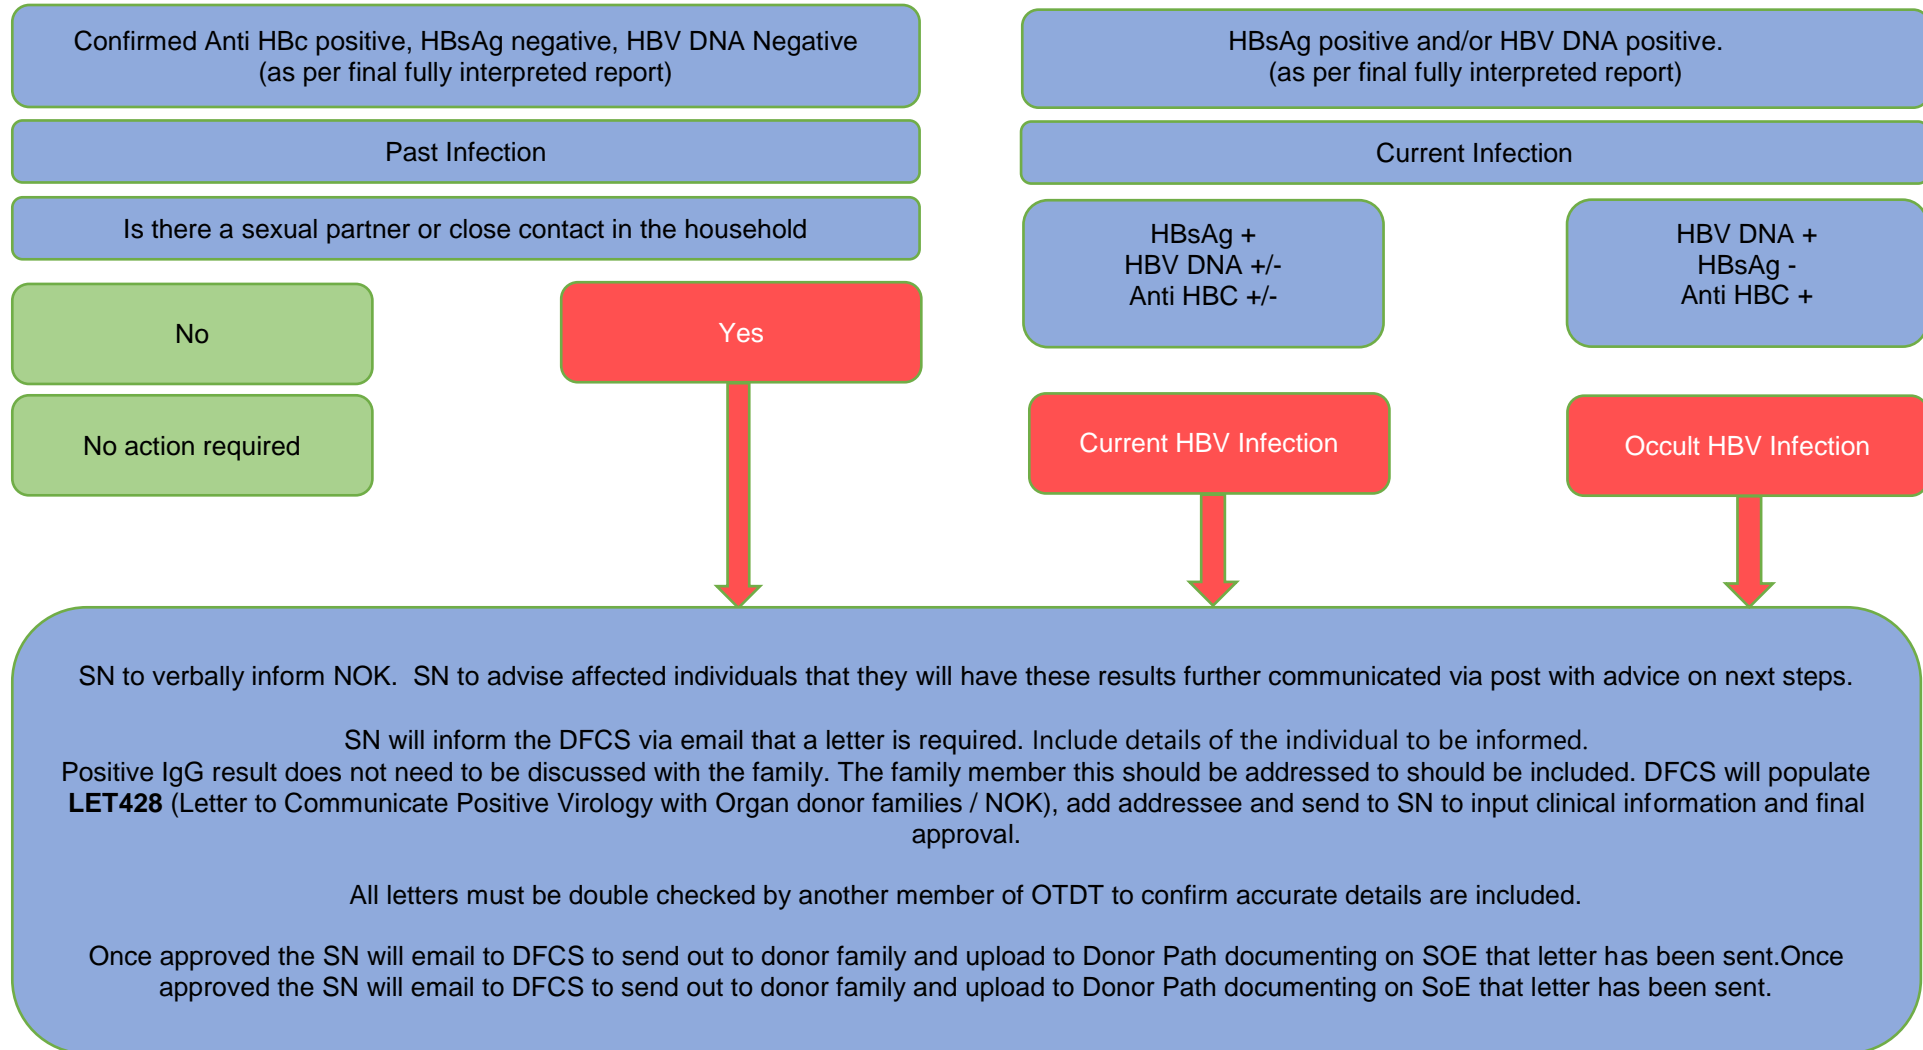 Confirmed Anti HBc positive, HBsAg negative, HBV DNA Negative
(as per final fully interpreted report)
Past Infection
Is there a sexual partner or close contact in the household
No
Yes
No action required
HBsAg positive and/or HBV DNA positive.
(as per final fully interpreted report)
Current Infection
HBsAg +
HBV DNA +/-
Anti HBC +/-
HBV DNA +
HBsAg -
Anti HBC +
Current HBV Infection
Occult HBV Infection
SN to verbally inform NOK.  SN to advise affected individuals that they will have these results further communicated via post with advice on next steps.
SN will inform the DFCS via email that a letter is required. Include details of the individual to be informed.
Positive IgG result does not need to be discussed with the family. The family member this should be addressed to should be included. DFCS will populate
LET428 (Letter to Communicate Positive Virology with Organ donor families / NOK), add addressee and send to SN to input clinical information and final
approval.
All letters must be double checked by another member of OTDT to confirm accurate details are included.
Once approved the SN will email to DFCS to send out to donor family and upload to Donor Path documenting on SOE that letter has been sent.Once
approved the SN will email to DFCS to send out to donor family and upload to Donor Path documenting on SoE that letter has been sent.